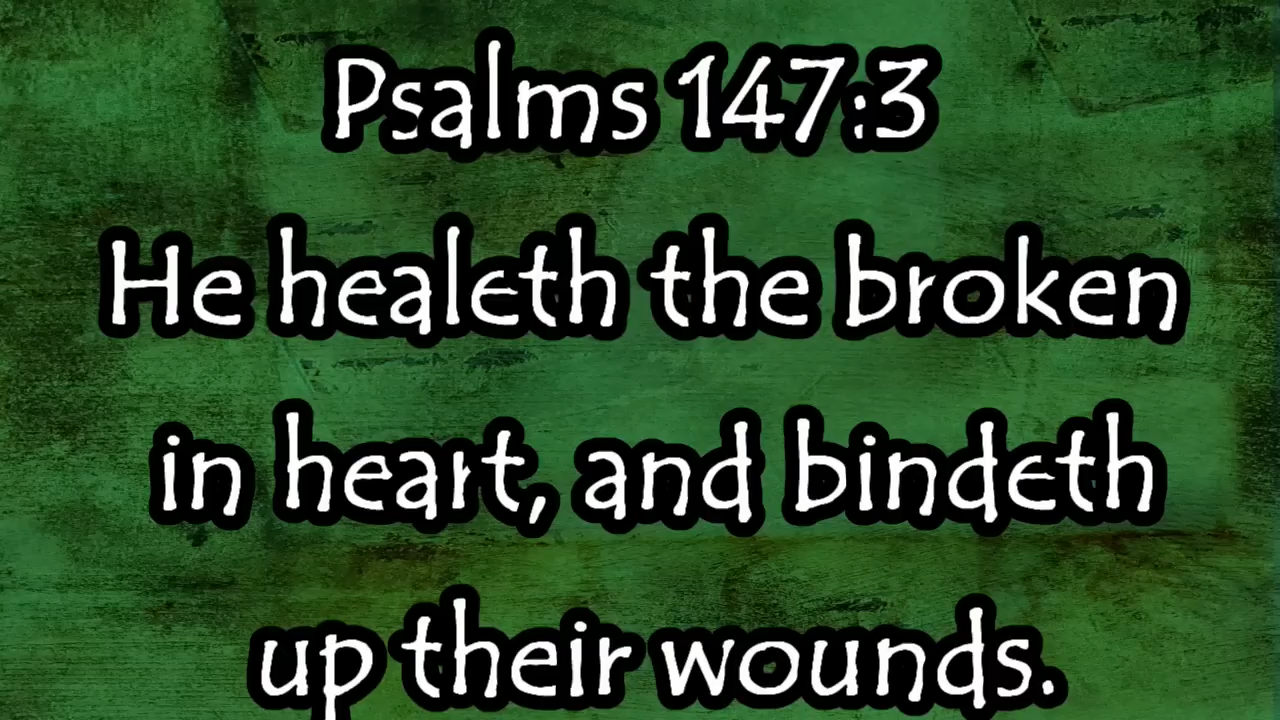 Psalms 147:3
He healeth the broken
in heart, and bindeth
up their wounds.